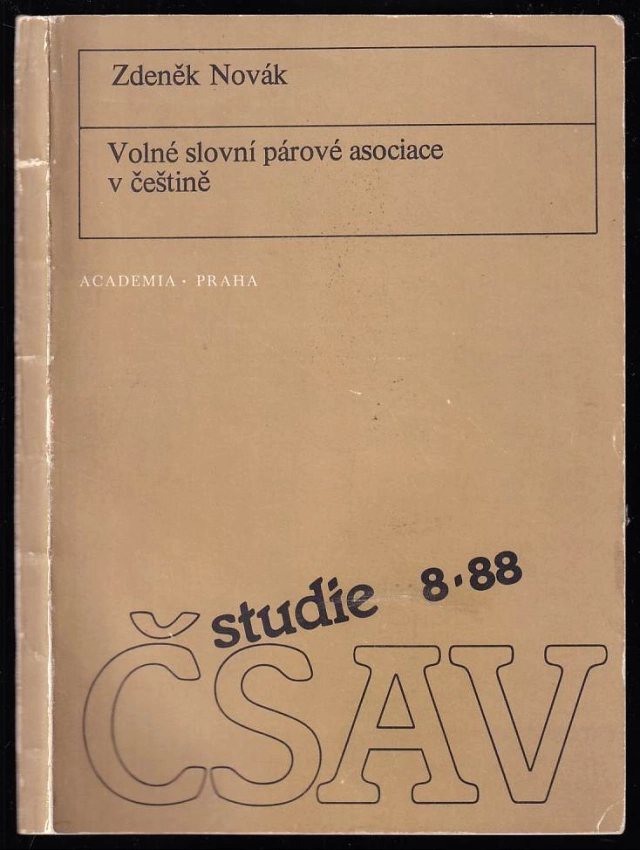 Zdeněk Novák
Volné slovní párové asociace
v češtině
ACADEMIA · PRAHA
studie 8·88
ČSAV